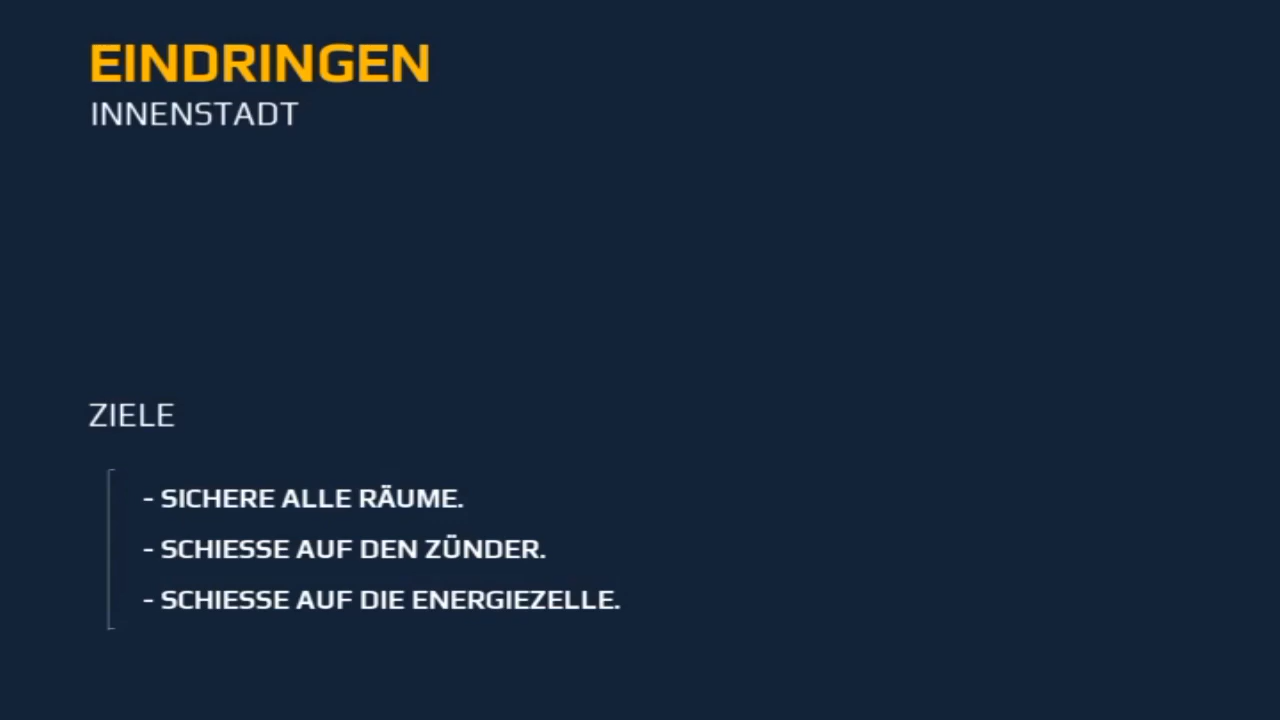 EINDRINGEN
INNENSTADT
ZIELE
- SICHERE ALLE RÄUME.
- SCHIESSE AUF DEN ZÜNDER.
- SCHIESSE AUF DIE ENERGIEZELLE.